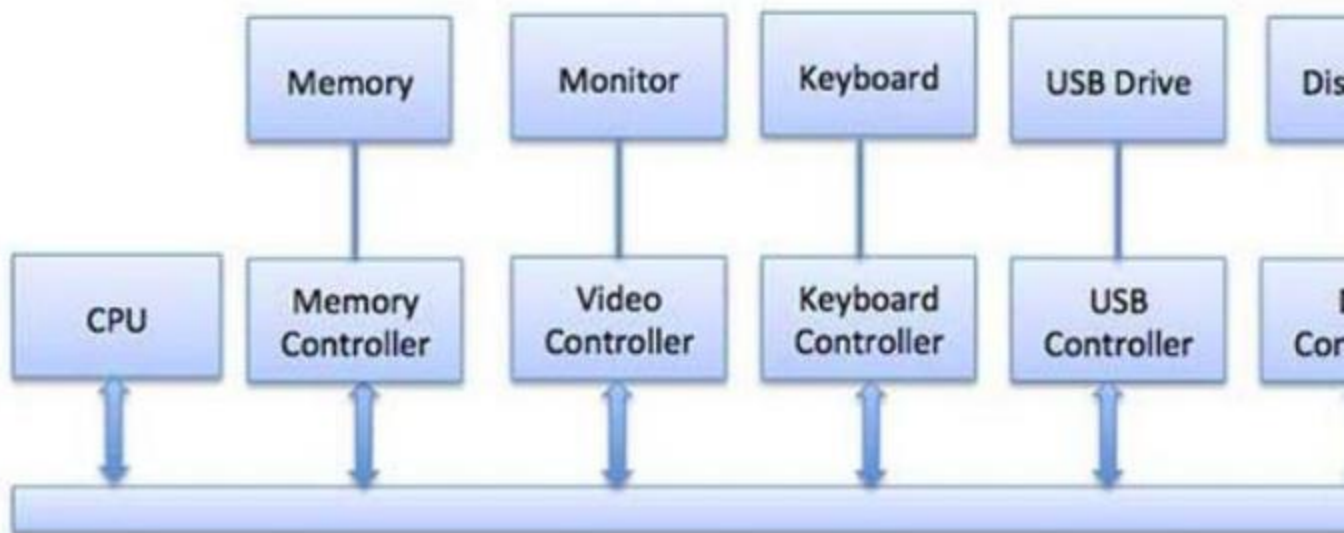 Memory
Monitor
Keyboard
USB Drive
CPU
Memory
Controller
Video
Controller
Keyboard
Controller
USB
Controller